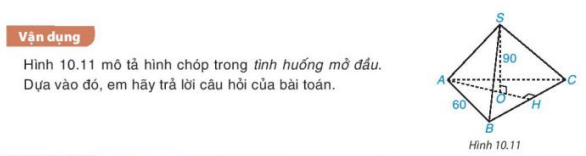 Vận dụng
Hình 10.11 mô tả hình chóp trong tình huống mở đầu.
Dựa vào đó, em hãy trả lời câu hỏi của bài toán.
S
90
A
C
O
H
60
B
Hình 10.11